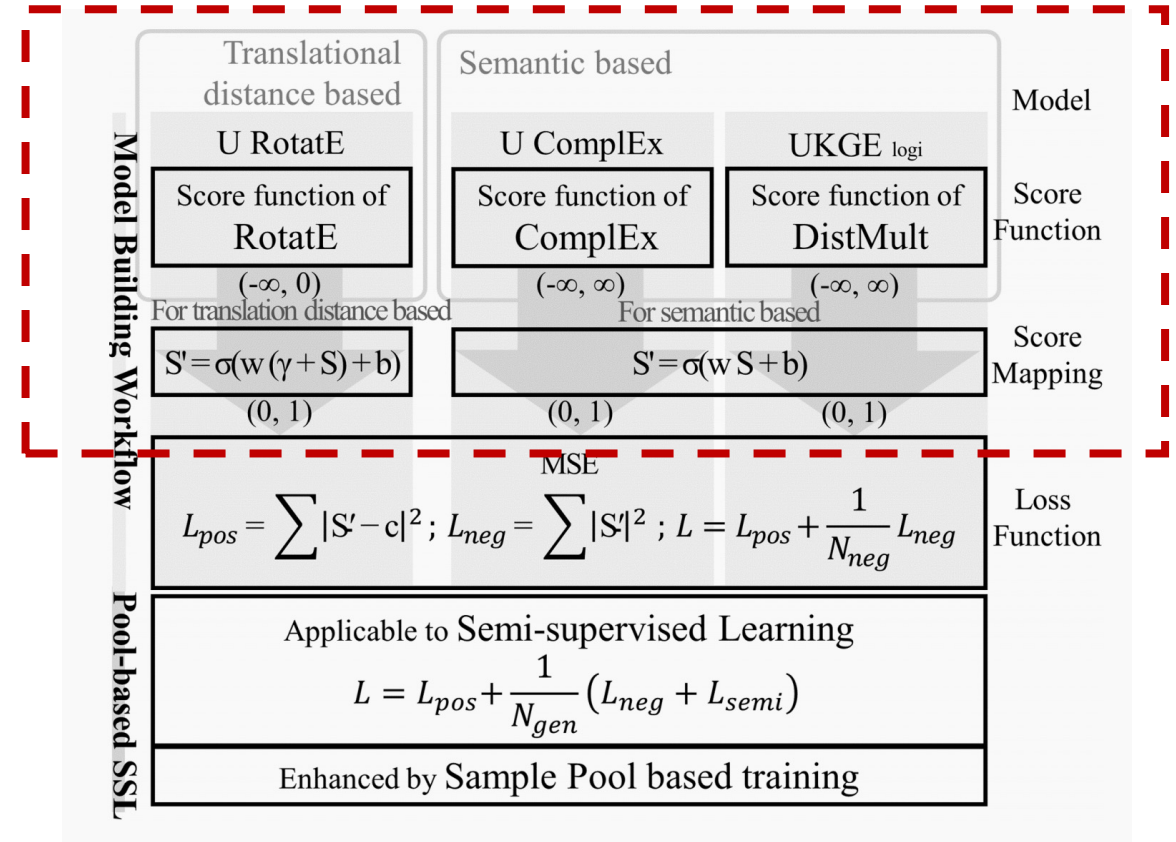 Translational
distance based
Semantic based
Model
U RotatE
U ComplEx
UKGE logi
Score function of
RotatE
Score function of
ComplEx
Score function of
DistMult
Score
Function
(-∞, 0)
(-∞, ∞)
(-∞, ∞)
For translation distance based
For semantic based
S' = σ(w (γ + S) + b)
S' = σ(w S + b)
Score
Mapping
(0, 1)
(0, 1)
(0, 1)
Model Building Workflow
MSE
L_pos = ∑|S' − c|² ; L_neg = ∑|S'|² ; L = L_pos + 1/N_neg L_neg
Loss
Function
Pool-based SSL
Applicable to Semi-supervised Learning
L = L_pos + 1/N_gen (L_neg + L_semi)
Enhanced by Sample Pool based training